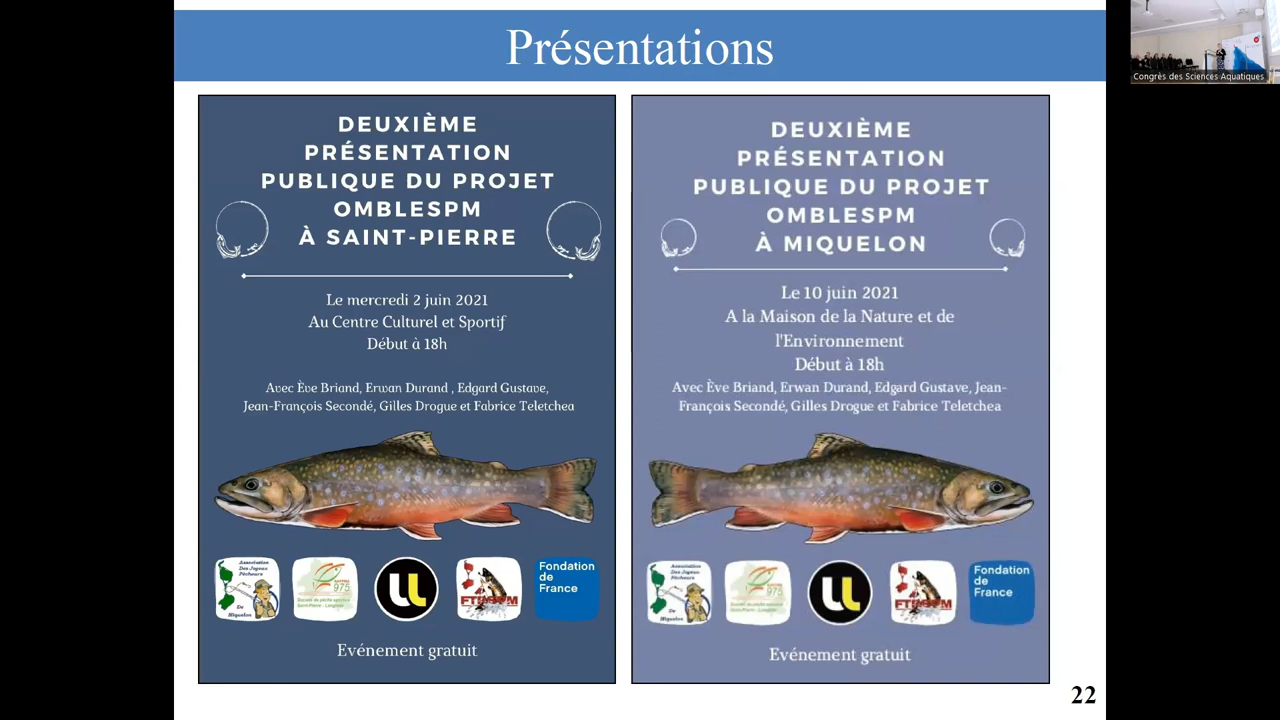 Présentations
Congrès des Sciences Aquatiques
DEUXIÈME
PRÉSENTATION
PUBLIQUE DU PROJET
OMBLESPM
À SAINT-PIERRE
Le mercredi 2 juin 2021
Au Centre Culturel et Sportif
Début à 18h
Avec Ève Briand, Erwan Durand , Edgard Gustave,
Jean-François Secondé, Gilles Drogue et Fabrice Teletchea
Association
Des Joyeux
Pêcheurs
De
Miquelon
975
Société de pêche sportive
Saint-Pierre - Langlade
Fondation
de
France
Evénement gratuit
DEUXIÈME
PRÉSENTATION
PUBLIQUE DU PROJET
OMBLESPM
À MIQUELON
Le 10 juin 2021
A la Maison de la Nature et de
l'Environnement
Début à 18h
Avec Ève Briand, Erwan Durand, Edgard Gustave, Jean-
François Secondé, Gilles Drogue et Fabrice Teletchea
Association
Des Joyeux
Pêcheurs
De
Miquelon
975
Société de pêche sportive
Saint-Pierre - Langlade
Fondation
de
France
Evénement gratuit
22